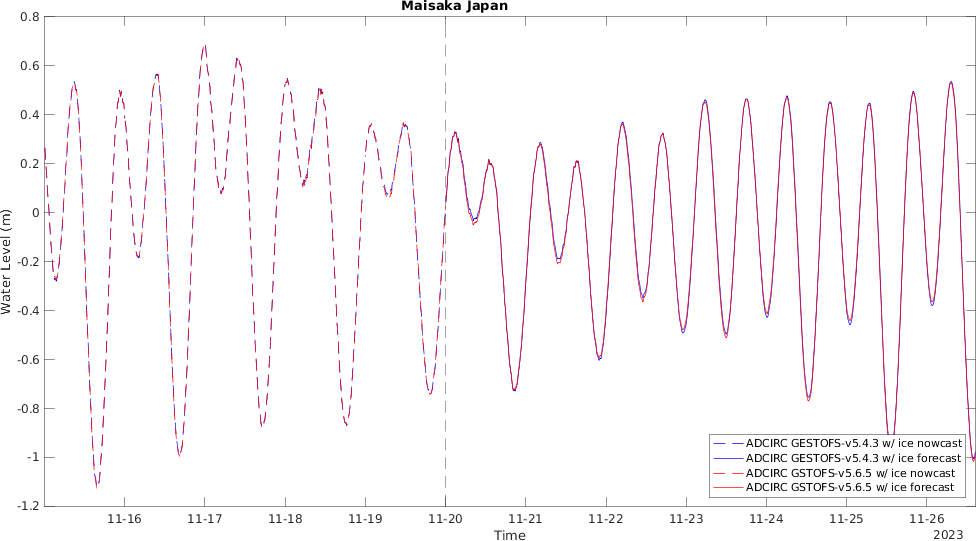 Maisaka Japan
0.8
0.6
0.4
0.2
0
-0.2
-0.4
-0.6
-0.8
-1
-1.2
Water Level (m)
ADCIRC GESTOFS-v5.4.3 w/ ice nowcast
ADCIRC GESTOFS-v5.4.3 w/ ice forecast
ADCIRC GSTOFS-v5.6.5 w/ ice nowcast
ADCIRC GSTOFS-v5.6.5 w/ ice forecast
11-16 11-17 11-18 11-19 11-20 11-21 11-22 11-23 11-24 11-25 11-26
Time
2023